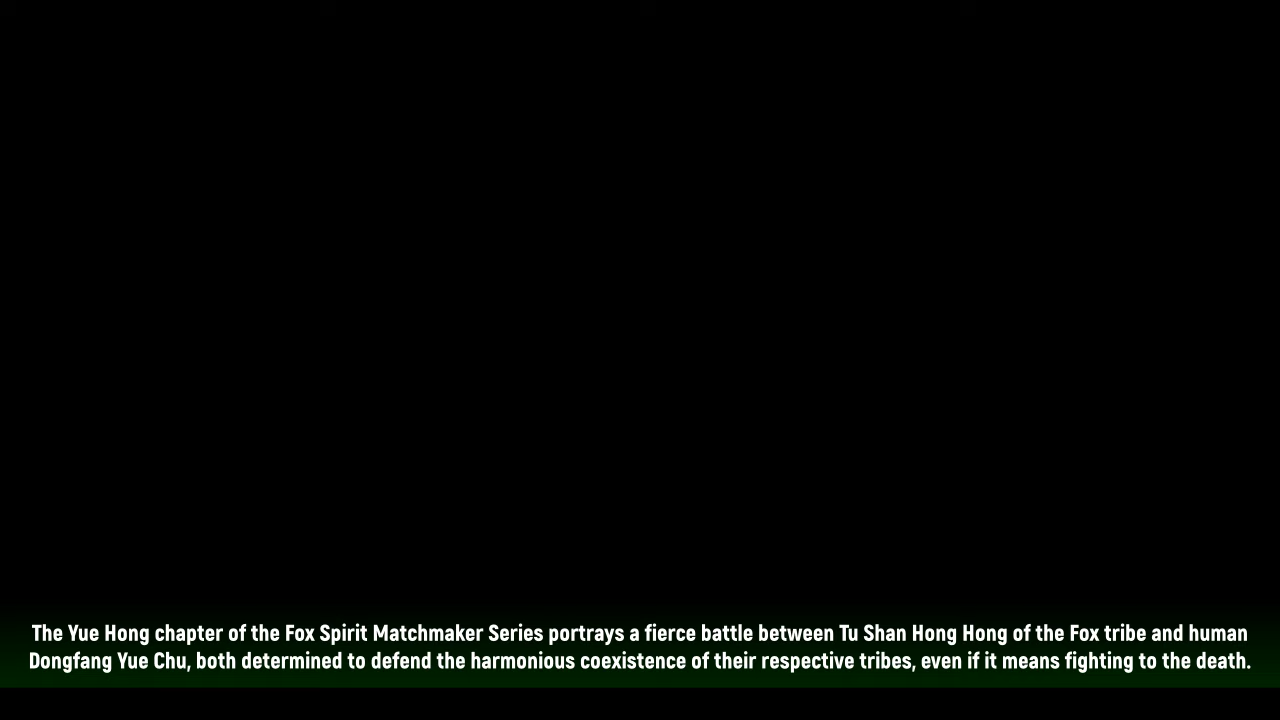 The Yue Hong chapter of the Fox Spirit Matchmaker Series portrays a fierce battle between Tu Shan Hong Hong of the Fox tribe and human
Dongfang Yue Chu, both determined to defend the harmonious coexistence of their respective tribes, even if it means fighting to the death.